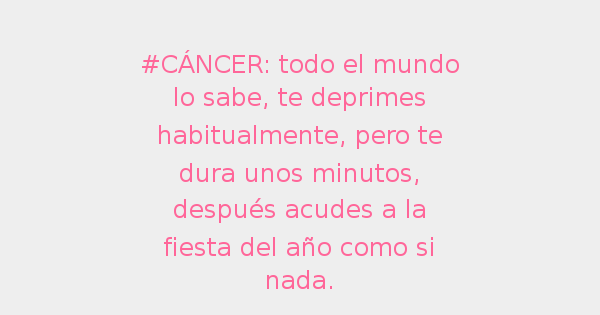 #CÁNCER: todo el mundo
lo sabe, te deprimes
habitualmente, pero te
dura unos minutos,
después acudes a la
fiesta del año como si
nada.